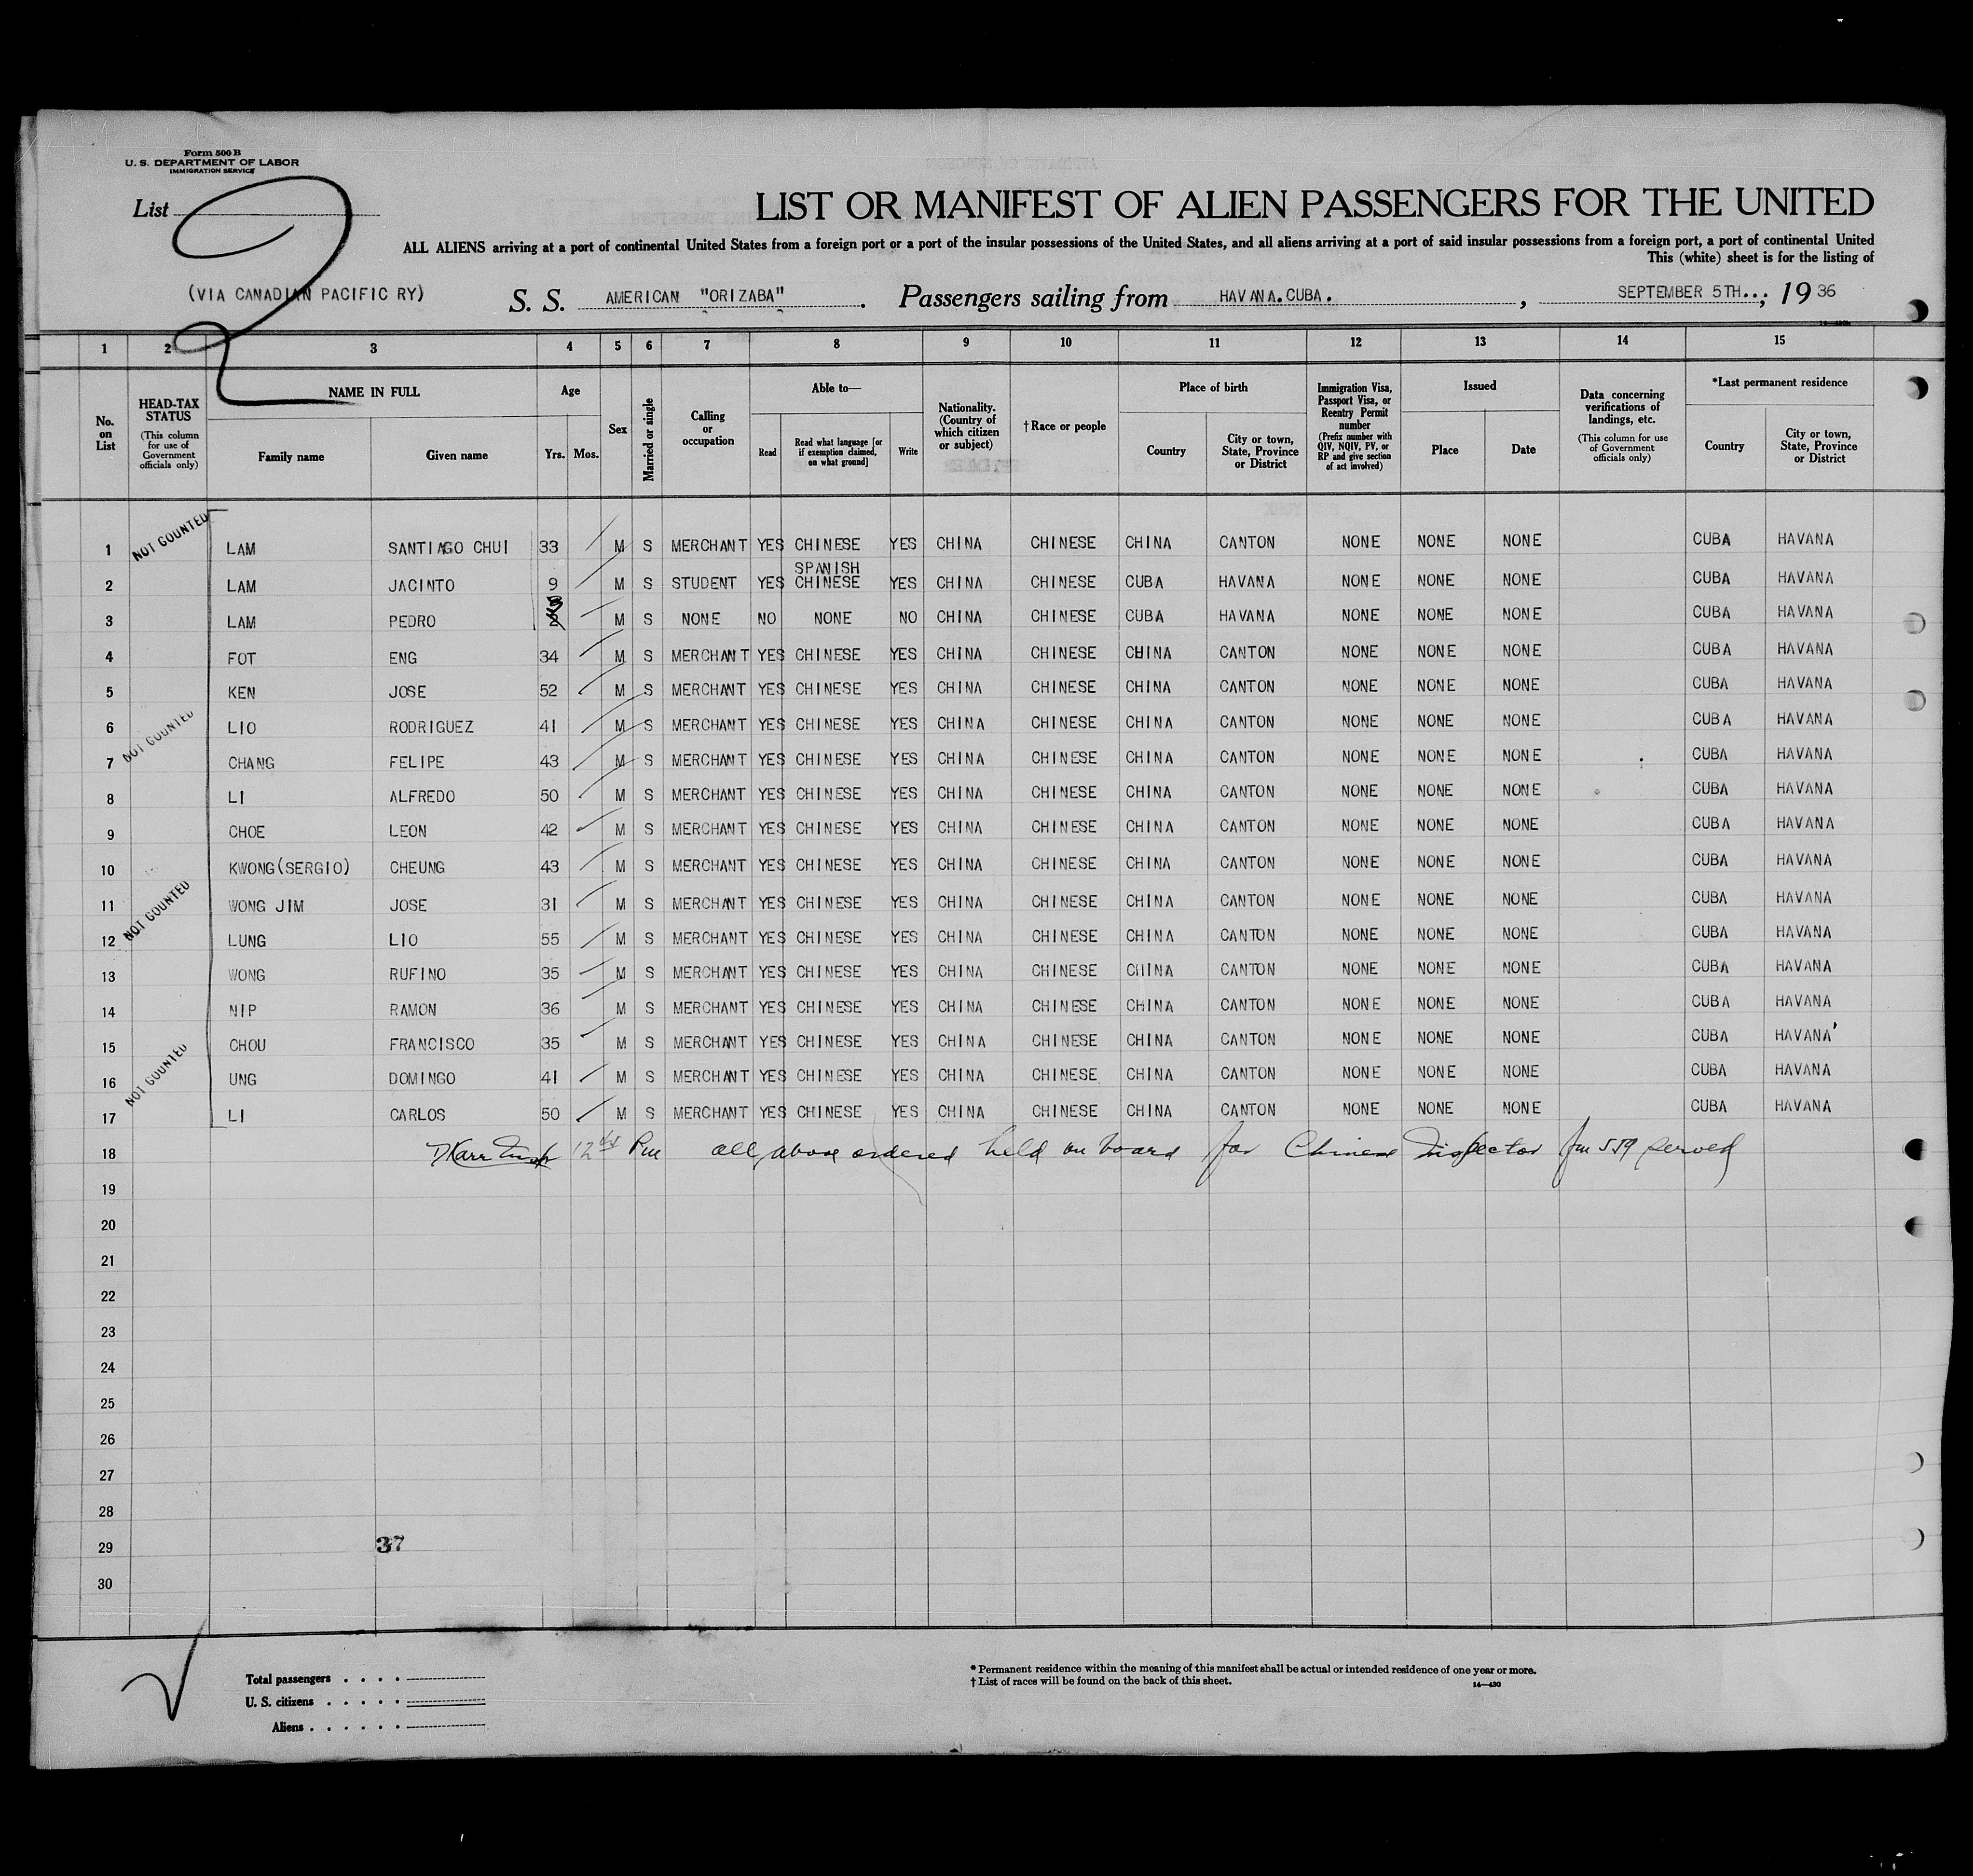 Form 500 B
U. S. DEPARTMENT OF LABOR
IMMIGRATION SERVICE
List 2
LIST OR MANIFEST OF ALIEN PASSENGERS FOR THE UNITED
ALL ALIENS arriving at a port of continental United States from a foreign port or a port of the insular possessions of the United States, and all aliens arriving at a port of said insular possessions from a foreign port, a port of continental United
This (white) sheet is for the listing of
(VIA CANADIAN PACIFIC RY) S. S. AMERICAN "ORIZABA" . Passengers sailing from HAVANA.CUBA. , SEPTEMBER 5TH..; 1936
1 2 3 4 5 6 7 8 9 10 11 12 13 14 15
No. on List
HEAD-TAX STATUS (This column for use of Government officials only)
NAME IN FULL
Family name Given name
Age
Yrs. Mos.
Sex
Married or single
Calling or occupation
Able to—
Read Read what language [or if exemption claimed, on what ground] Write
Nationality. (Country of which citizen or subject)
†Race or people
Place of birth
Country City or town, State, Province or District
Immigration Visa, Passport Visa, or Reentry Permit number (Prefix number with QIV, NQIV, PV, or RP and give section of act involved)
Issued
Place Date
Data concerning verifications of landings, etc. (This column for use of Government officials only)
*Last permanent residence
Country City or town, State, Province or District
NOT COUNTED
1 LAM SANTIAGO CHUI 33 M S MERCHANT YES CHINESE YES CHINA CHINESE CHINA CANTON NONE NONE NONE CUBA HAVANA
SPANISH
2 LAM JACINTO 9 M S STUDENT YES CHINESE YES CHINA CHINESE CUBA HAVANA NONE NONE NONE CUBA HAVANA
3 LAM PEDRO M S NONE NO NONE NO CHINA CHINESE CUBA HAVANA NONE NONE NONE CUBA HAVANA
4 FOT ENG 34 M S MERCHANT YES CHINESE YES CHINA CHINESE CHINA CANTON NONE NONE NONE CUBA HAVANA
5 KEN JOSE 52 M S MERCHANT YES CHINESE YES CHINA CHINESE CHINA CANTON NONE NONE NONE CUBA HAVANA
NOT COUNTED
6 LIO RODRIGUEZ 41 M S MERCHANT YES CHINESE YES CHINA CHINESE CHINA CANTON NONE NONE NONE CUBA HAVANA
7 CHANG FELIPE 43 M S MERCHANT YES CHINESE YES CHINA CHINESE CHINA CANTON NONE NONE NONE CUBA HAVANA
8 LI ALFREDO 50 M S MERCHANT YES CHINESE YES CHINA CHINESE CHINA CANTON NONE NONE NONE CUBA HAVANA
9 CHOE LEON 42 M S MERCHANT YES CHINESE YES CHINA CHINESE CHINA CANTON NONE NONE NONE CUBA HAVANA
10 KWONG(SERGIO) CHEUNG 43 M S MERCHANT YES CHINESE YES CHINA CHINESE CHINA CANTON NONE NONE NONE CUBA HAVANA
NOT COUNTED
11 WONG JIM JOSE 31 M S MERCHANT YES CHINESE YES CHINA CHINESE CHINA CANTON NONE NONE NONE CUBA HAVANA
12 LUNG LIO 55 M S MERCHANT YES CHINESE YES CHINA CHINESE CHINA CANTON NONE NONE NONE CUBA HAVANA
13 WONG RUFINO 35 M S MERCHANT YES CHINESE YES CHINA CHINESE CHINA CANTON NONE NONE NONE CUBA HAVANA
14 NIP RAMON 36 M S MERCHANT YES CHINESE YES CHINA CHINESE CHINA CANTON NONE NONE NONE CUBA HAVANA
15 CHOU FRANCISCO 35 M S MERCHANT YES CHINESE YES CHINA CHINESE CHINA CANTON NONE NONE NONE CUBA HAVANA
NOT COUNTED
16 UNG DOMINGO 41 M S MERCHANT YES CHINESE YES CHINA CHINESE CHINA CANTON NONE NONE NONE CUBA HAVANA
17 LI CARLOS 50 M S MERCHANT YES CHINESE YES CHINA CHINESE CHINA CANTON NONE NONE NONE CUBA HAVANA
18 Pm all above ordered held on board for Chinese Inspector fm 559 served
19
20
21
22
23
24
25
26
27
28
29 37
30
Total passengers
U. S. citizens
Aliens
* Permanent residence within the meaning of this manifest shall be actual or intended residence of one year or more.
† List of races will be found on the back of this sheet.
14—430